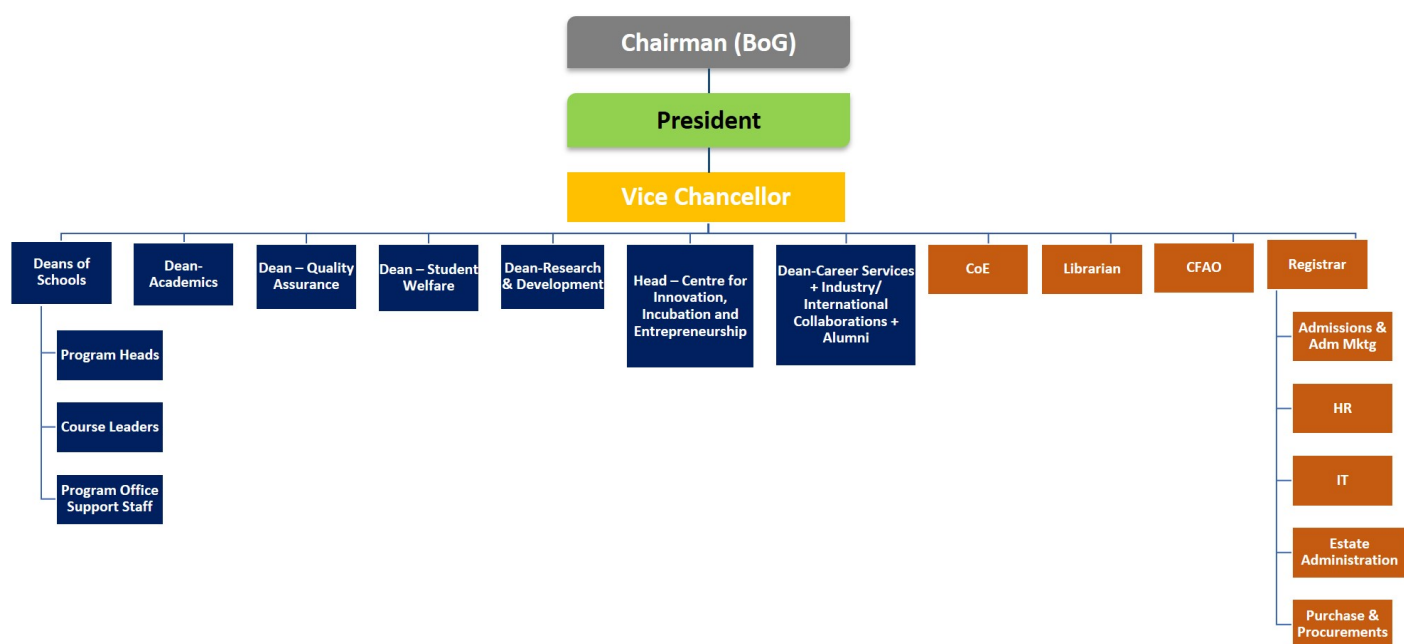 Chairman (BoG)
President
Vice Chancellor
Deans of
Schools
Dean-
Academics
Dean – Quality
Assurance
Dean – Student
Welfare
Dean-Research
& Development
Head – Centre for
Innovation,
Incubation and
Entrepreneurship
Dean-Career Services
+ Industry/
International
Collaborations +
Alumni
CoE
Librarian
CFAO
Registrar
Program Heads
Course Leaders
Program Office
Support Staff
Admissions &
Adm Mktg
HR
IT
Estate
Administration
Purchase &
Procurements